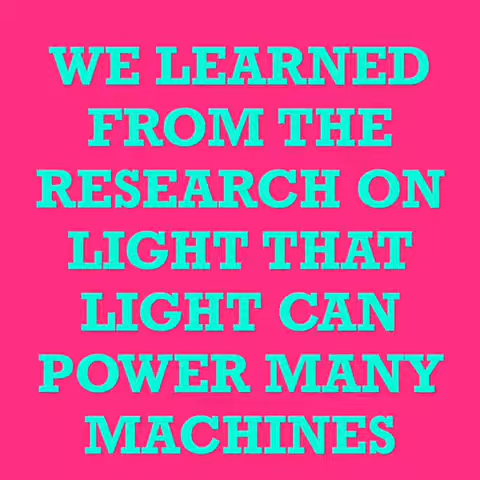 WE LEARNED
FROM THE
RESEARCH ON
LIGHT THAT
LIGHT CAN
POWER MANY
MACHINES